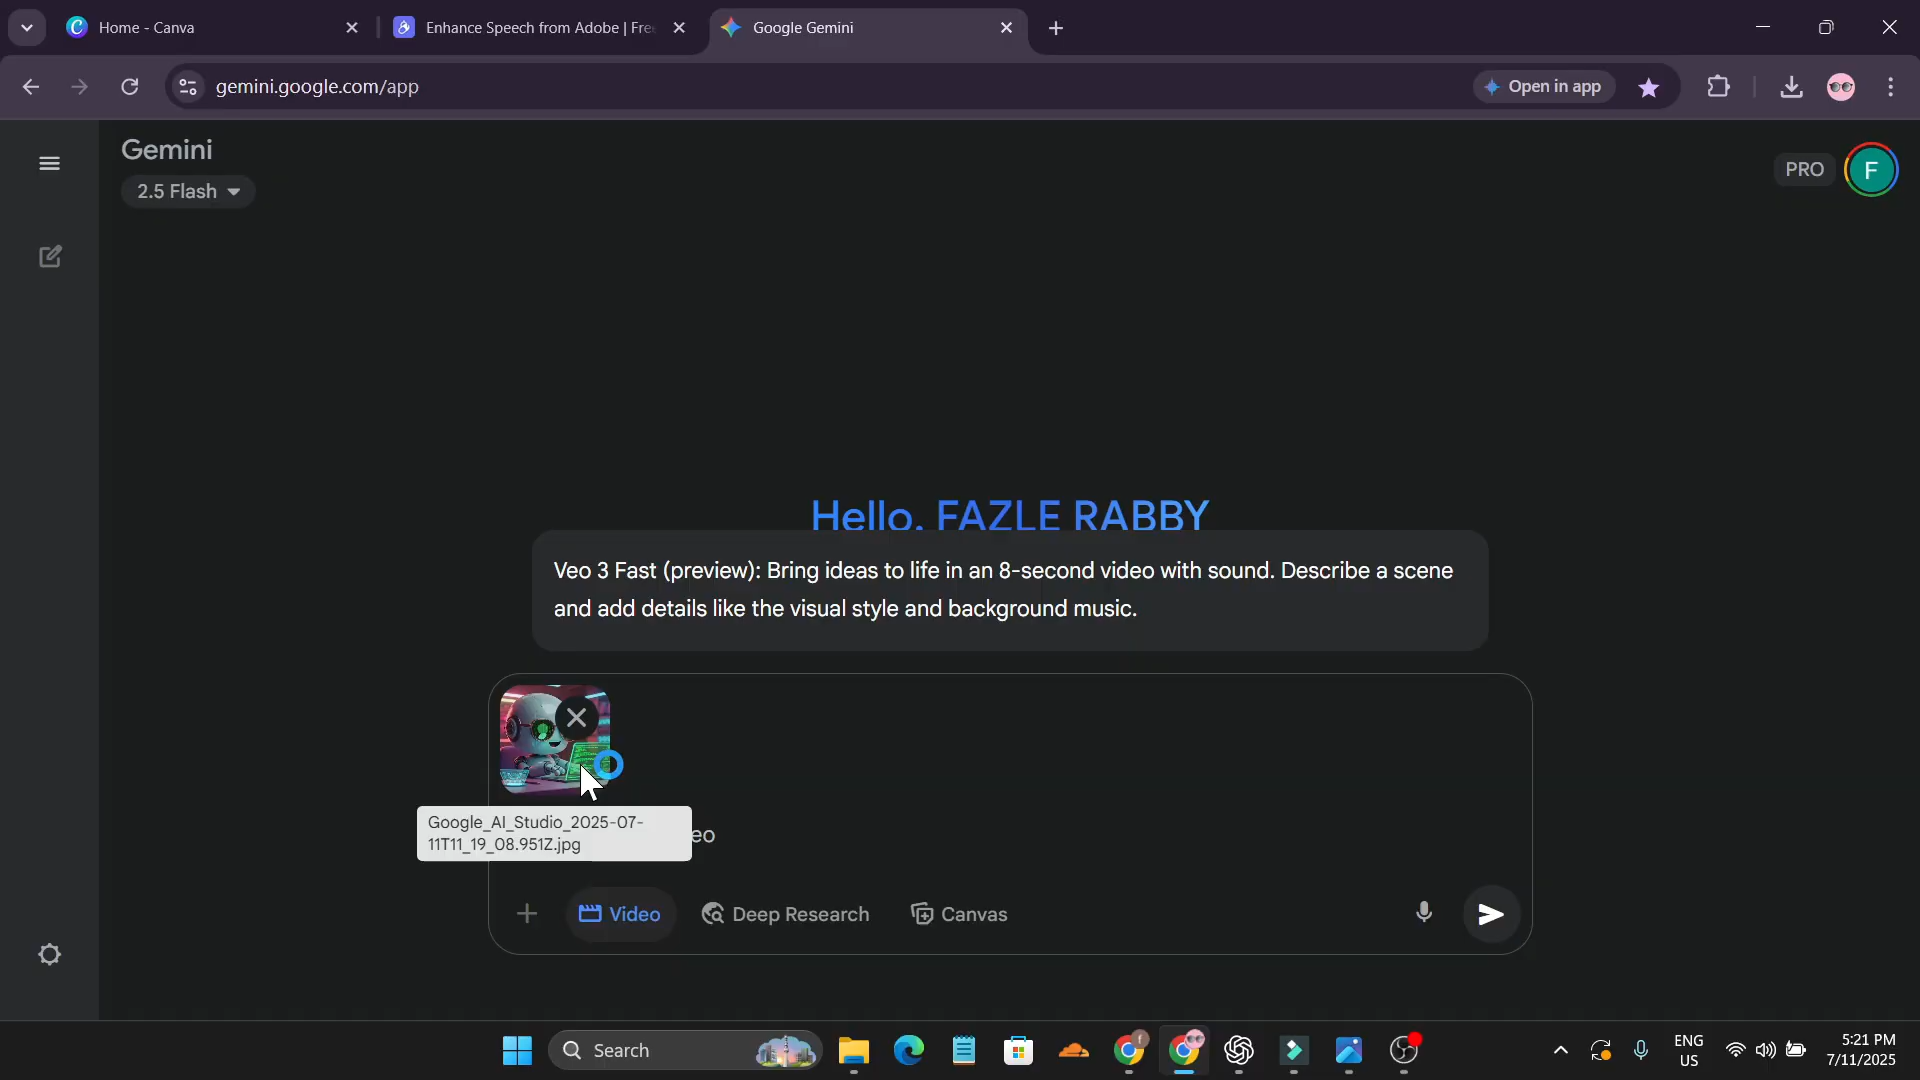 Home - Canva
Enhance Speech from Adobe | Fre
Google Gemini
gemini.google.com/app
Open in app
Gemini
2.5 Flash
PRO
F
Hello, FAZLE RABBY
Veo 3 Fast (preview): Bring ideas to life in an 8-second video with sound. Describe a scene
and add details like the visual style and background music.
Google_AI_Studio_2025-07-
11T11_19_08.951Z.jpg
eo
Video
Deep Research
Canvas
Search
ENG
US
5:21 PM
7/11/2025